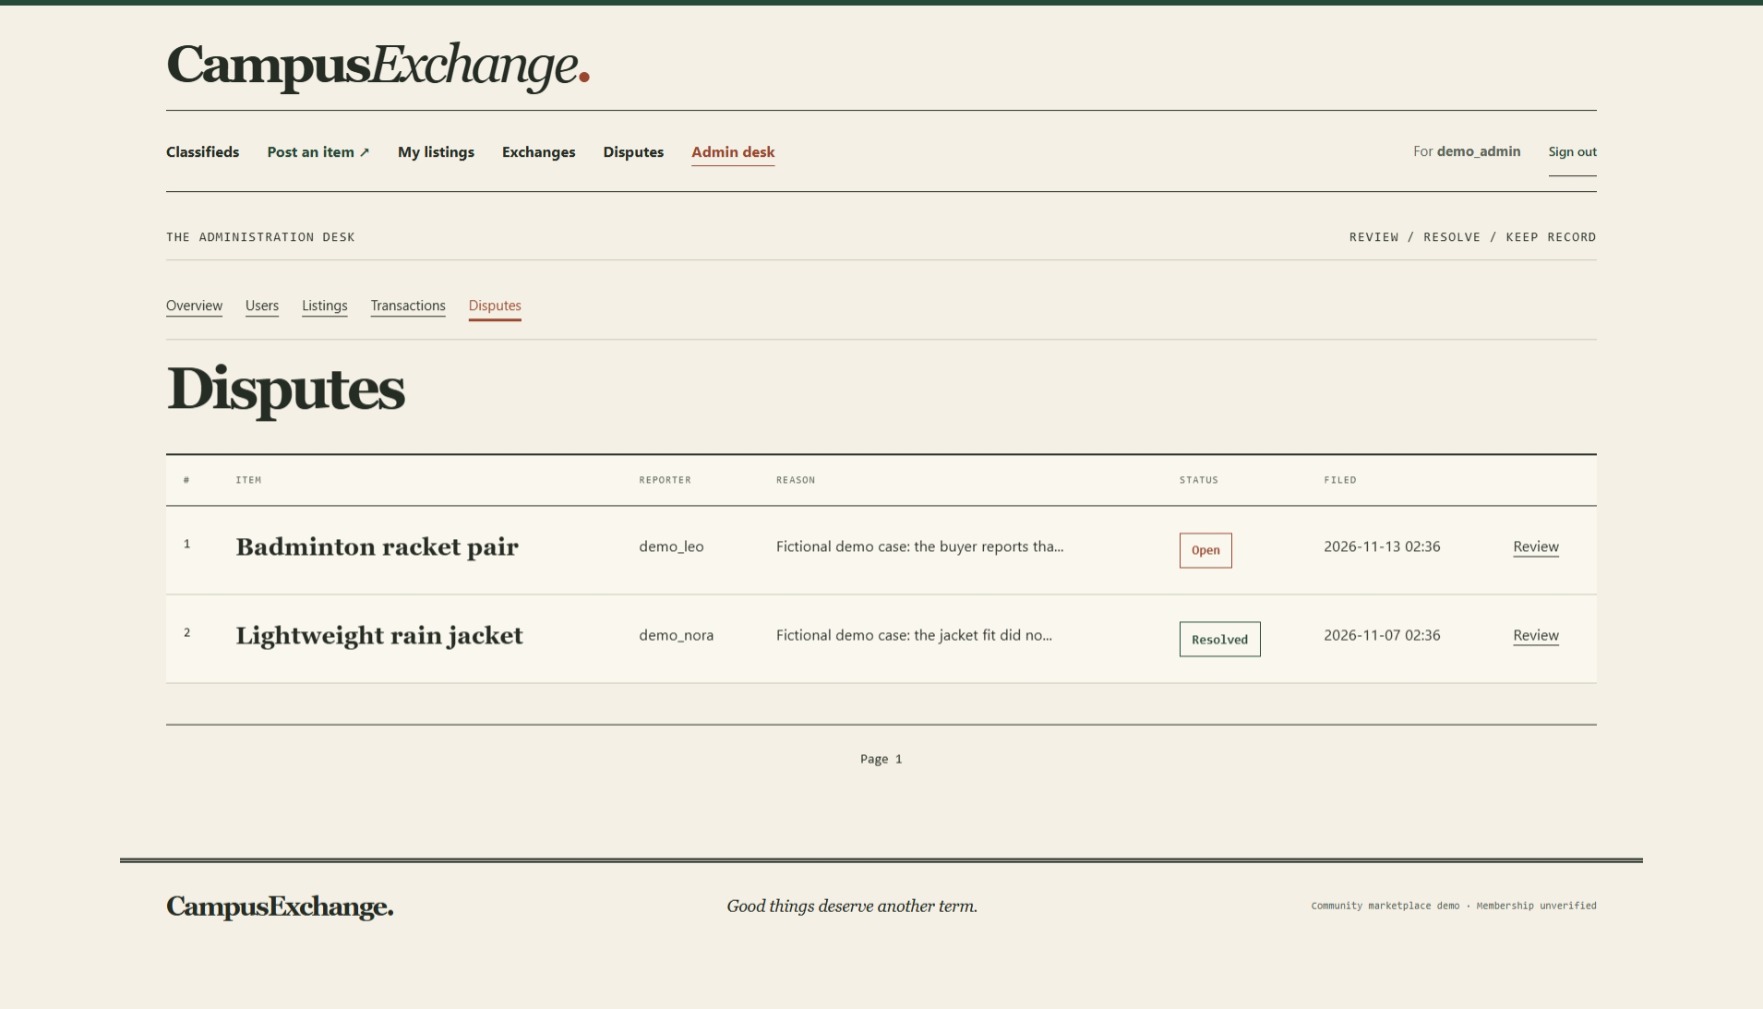 CampusExchange.
Classifieds Post an item ↗ My listings Exchanges Disputes Admin desk For demo_admin Sign out
THE ADMINISTRATION DESK REVIEW / RESOLVE / KEEP RECORD
Overview Users Listings Transactions Disputes
Disputes
# ITEM REPORTER REASON STATUS FILED
1 Badminton racket pair demo_leo Fictional demo case: the buyer reports tha... Open 2026-11-13 02:36 Review
2 Lightweight rain jacket demo_nora Fictional demo case: the jacket fit did no... Resolved 2026-11-07 02:36 Review
Page 1
CampusExchange. Good things deserve another term. Community marketplace demo · Membership unverified